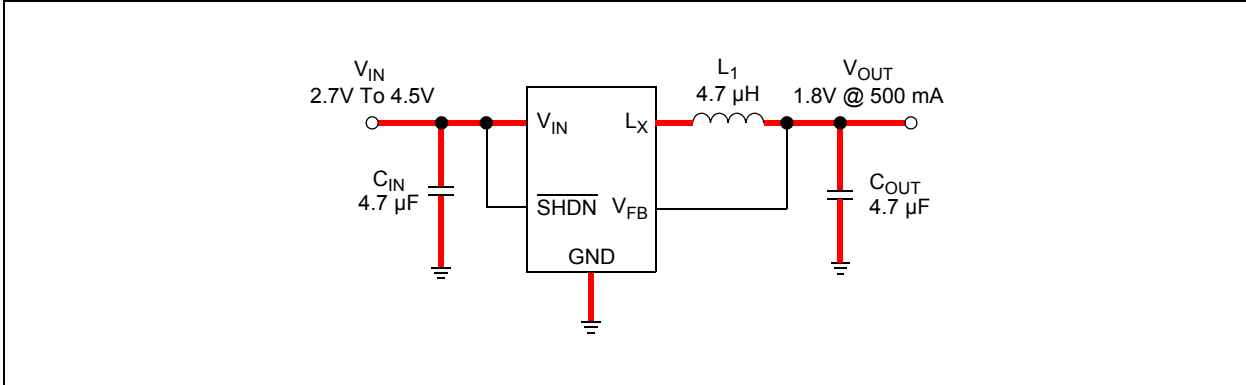 V_IN
2.7V To 4.5V
L_1
4.7 µH
V_OUT
1.8V @ 500 mA
V_IN
L_X
C_IN
4.7 µF
SHDN
V_FB
C_OUT
4.7 µF
GND